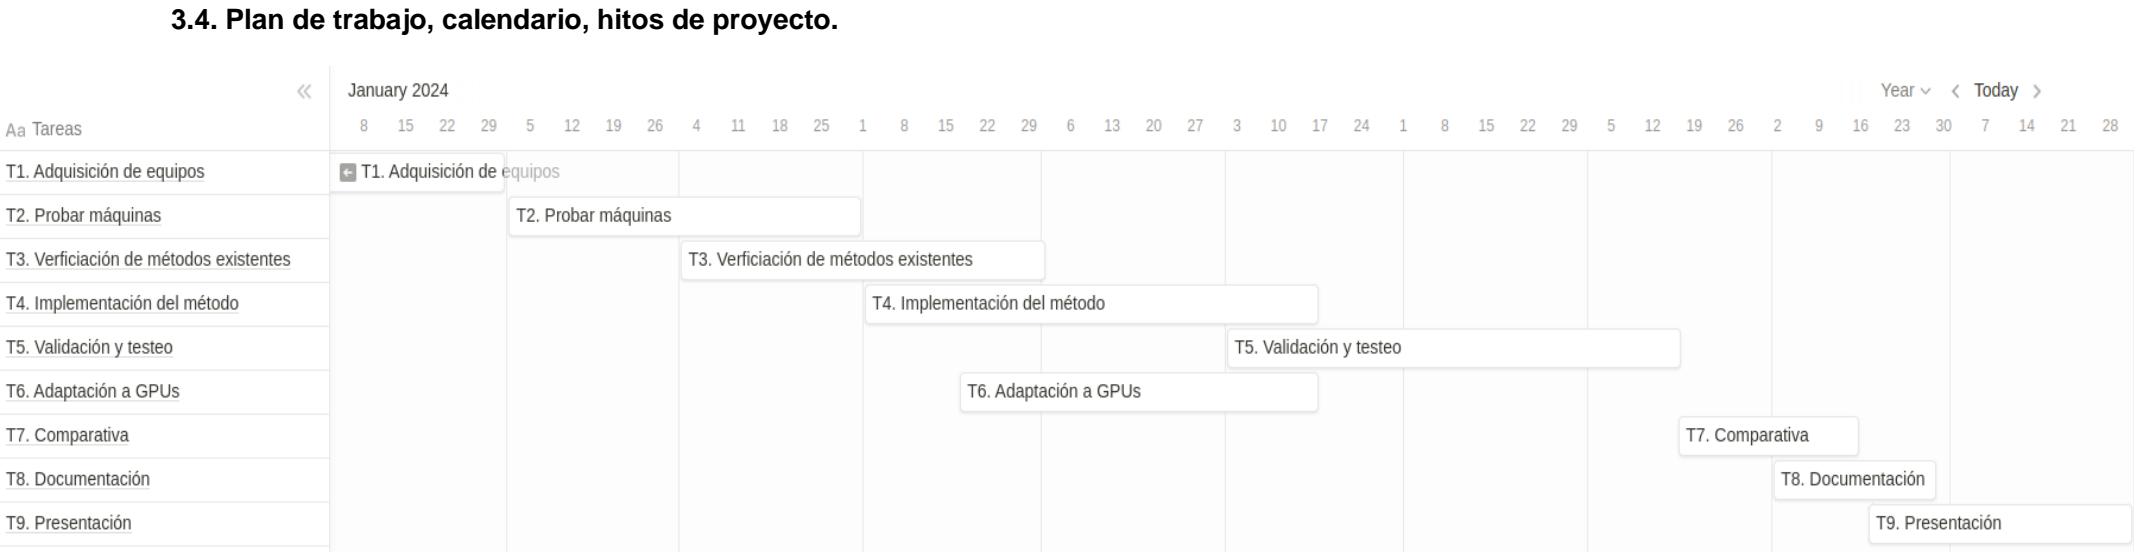 3.4. Plan de trabajo, calendario, hitos de proyecto.
January 2024 Year Today
Aa Tareas 8 15 22 29 5 12 19 26 4 11 18 25 1 8 15 22 29 6 13 20 27 3 10 17 24 1 8 15 22 29 5 12 19 26 2 9 16 23 30 7 14 21 28
T1. Adquisición de equipos T1. Adquisición de equipos
T2. Probar máquinas T2. Probar máquinas
T3. Verficiación de métodos existentes T3. Verficiación de métodos existentes
T4. Implementación del método T4. Implementación del método
T5. Validación y testeo T5. Validación y testeo
T6. Adaptación a GPUs T6. Adaptación a GPUs
T7. Comparativa T7. Comparativa
T8. Documentación T8. Documentación
T9. Presentación T9. Presentación